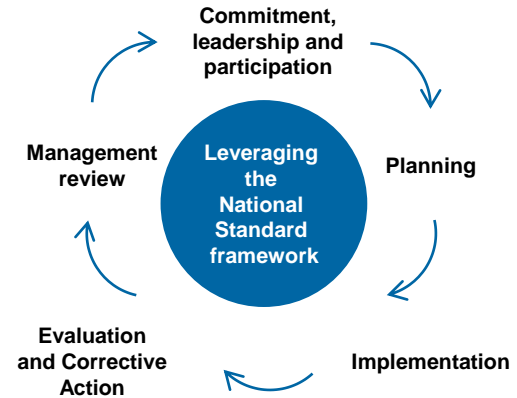 Commitment,
leadership and
participation
Planning
Implementation
Evaluation
and Corrective
Action
Management
review
Leveraging
the
National
Standard
framework